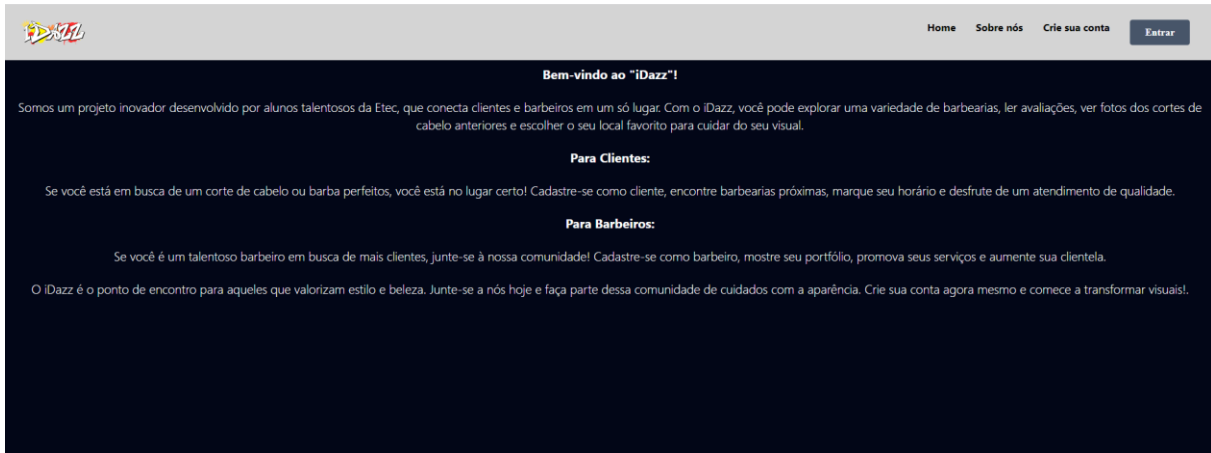 iDazz
Home Sobre nós Crie sua conta Entrar
Bem-vindo ao "iDazz"!
Somos um projeto inovador desenvolvido por alunos talentosos da Etec, que conecta clientes e barbeiros em um só lugar. Com o iDazz, você pode explorar uma variedade de barbearias, ler avaliações, ver fotos dos cortes de
cabelo anteriores e escolher o seu local favorito para cuidar do seu visual.
Para Clientes:
Se você está em busca de um corte de cabelo ou barba perfeitos, você está no lugar certo! Cadastre-se como cliente, encontre barbearias próximas, marque seu horário e desfrute de um atendimento de qualidade.
Para Barbeiros:
Se você é um talentoso barbeiro em busca de mais clientes, junte-se à nossa comunidade! Cadastre-se como barbeiro, mostre seu portfólio, promova seus serviços e aumente sua clientela.
O iDazz é o ponto de encontro para aqueles que valorizam estilo e beleza. Junte-se a nós hoje e faça parte dessa comunidade de cuidados com a aparência. Crie sua conta agora mesmo e comece a transformar visuais!.